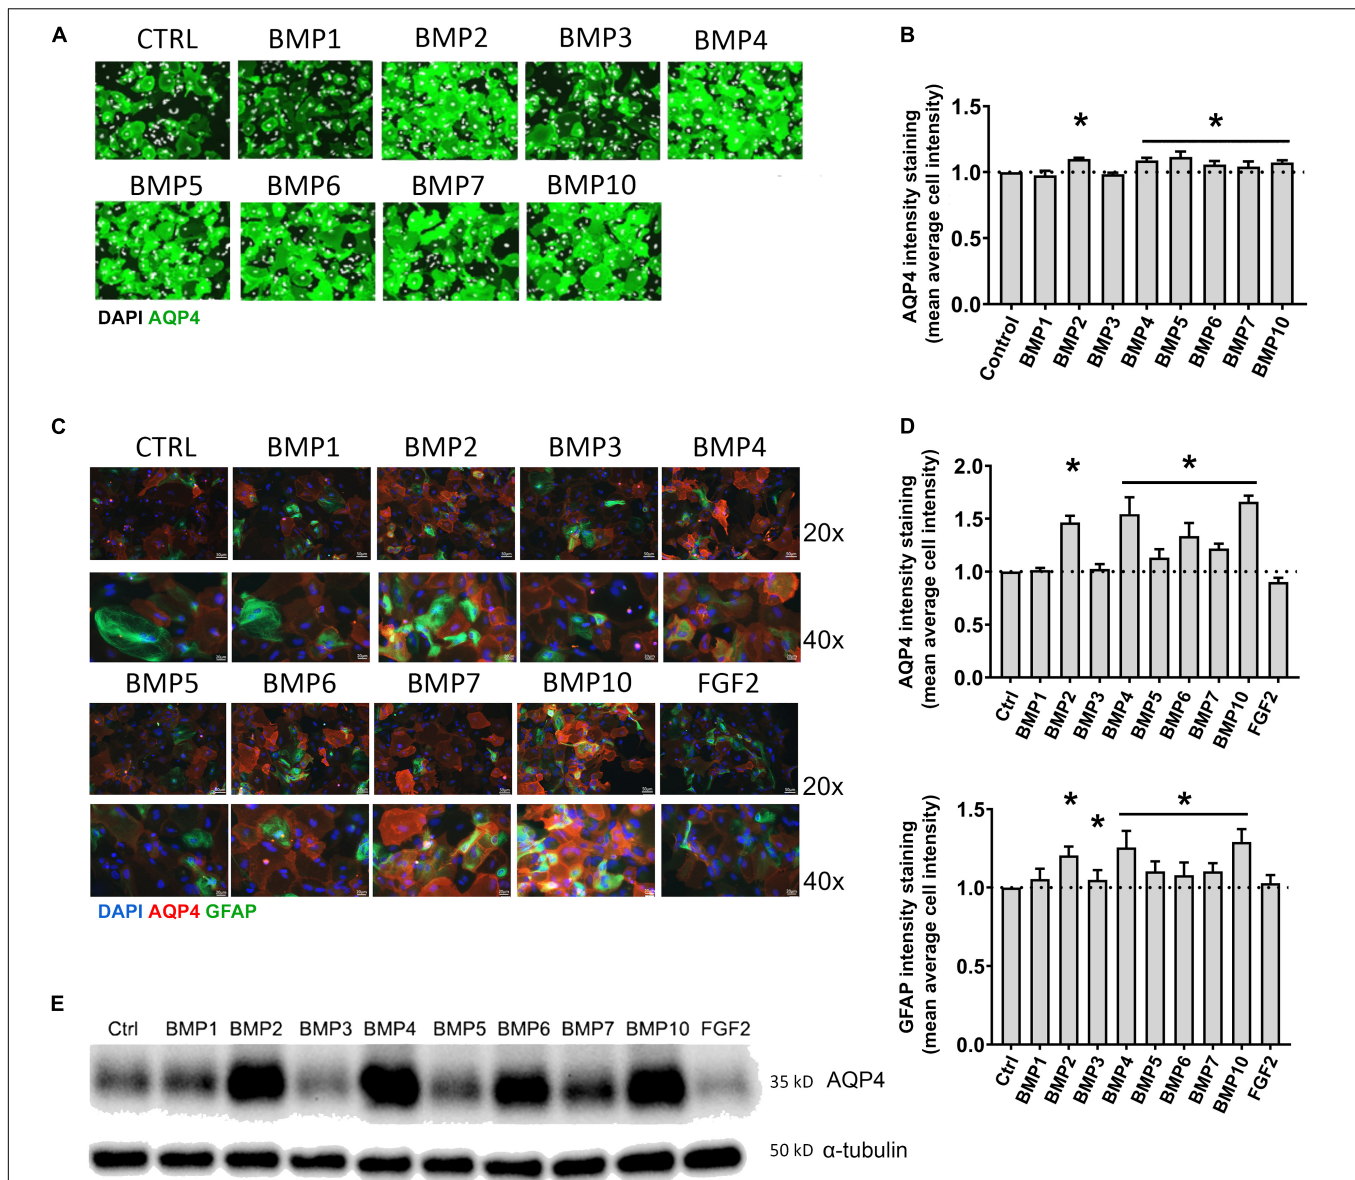 A
CTRL BMP1 BMP2 BMP3 BMP4
BMP5 BMP6 BMP7 BMP10
DAPI AQP4
B
AQP4 intensity staining
(mean average cell intensity)
1.5
1.0
0.5
0.0
* *
Control BMP1 BMP2 BMP3 BMP4 BMP5 BMP6 BMP7 BMP10
C
CTRL BMP1 BMP2 BMP3 BMP4
20x
40x
BMP5 BMP6 BMP7 BMP10 FGF2
20x
40x
DAPI AQP4 GFAP
D
AQP4 intensity staining
(mean average cell intensity)
2.0
1.5
1.0
0.5
0.0
* *
Ctrl BMP1 BMP2 BMP3 BMP4 BMP5 BMP6 BMP7 BMP10 FGF2
GFAP intensity staining
(mean average cell intensity)
1.5
1.0
0.5
0.0
* * *
Ctrl BMP1 BMP2 BMP3 BMP4 BMP5 BMP6 BMP7 BMP10 FGF2
E
Ctrl BMP1 BMP2 BMP3 BMP4 BMP5 BMP6 BMP7 BMP10 FGF2
35 kD AQP4
50 kD α-tubulin